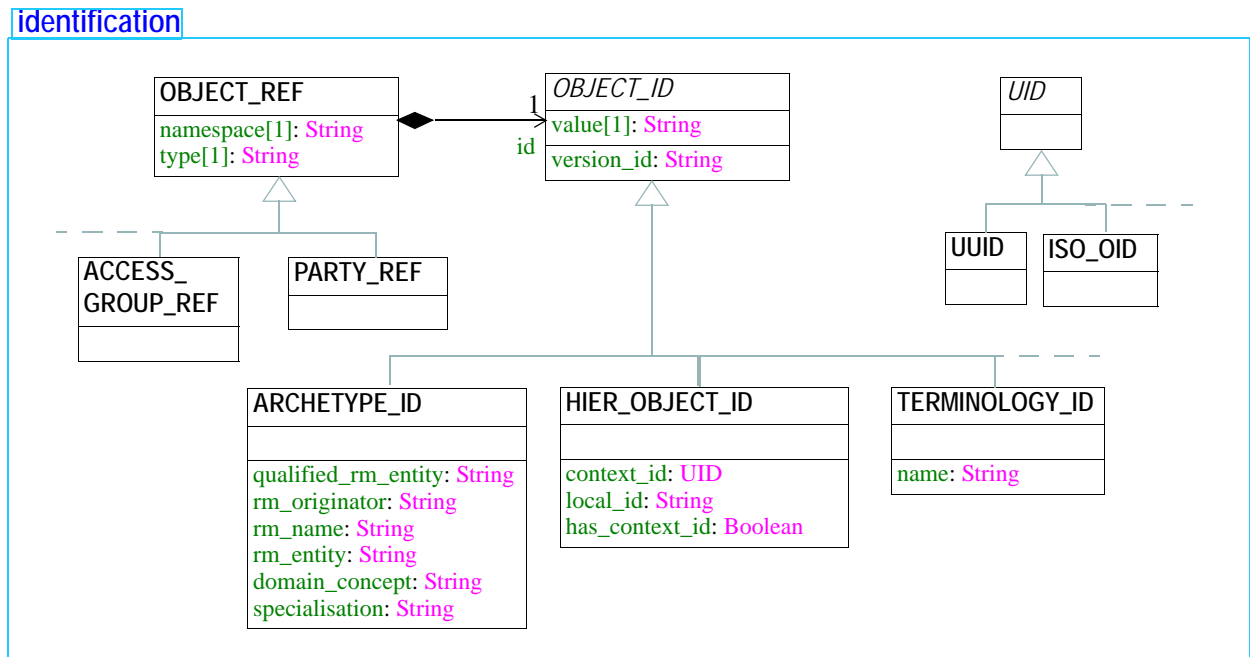 identification
OBJECT_REF
namespace[1]: String
type[1]: String
1
id
OBJECT_ID
value[1]: String
version_id: String
UID
ACCESS_
GROUP_REF
PARTY_REF
UUID
ISO_OID
ARCHETYPE_ID
qualified_rm_entity: String
rm_originator: String
rm_name: String
rm_entity: String
domain_concept: String
specialisation: String
HIER_OBJECT_ID
context_id: UID
local_id: String
has_context_id: Boolean
TERMINOLOGY_ID
name: String